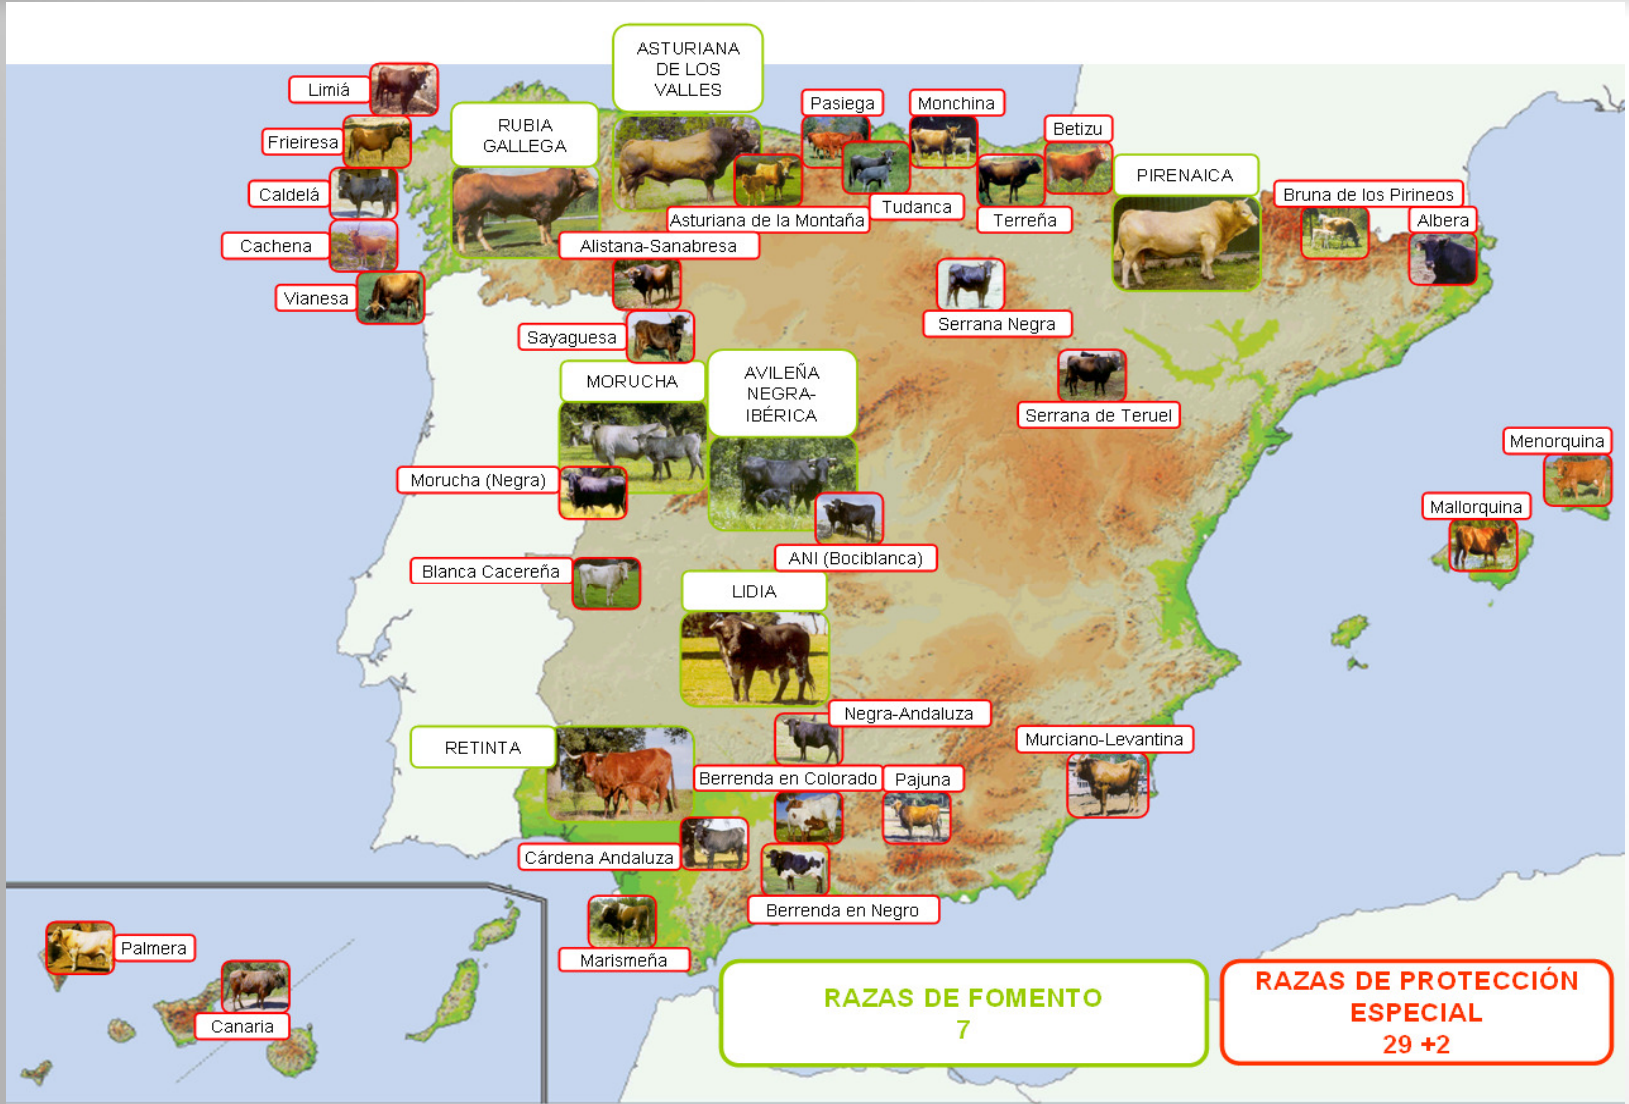 ASTURIANA
DE LOS
VALLES
Limiá
Pasiega
Monchina
RUBIA
GALLEGA
Betizu
Frieiresa
PIRENAICA
Caldelá
Bruna de los Pirineos
Tudanca
Asturiana de la Montaña
Terreña
Albera
Cachena
Alistana-Sanabresa
Vianesa
Serrana Negra
Sayaguesa
MORUCHA
AVILEÑA
NEGRA-
IBÉRICA
Serrana de Teruel
Menorquina
Morucha (Negra)
Mallorquina
ANI (Bociblanca)
Blanca Cacereña
LIDIA
Negra-Andaluza
RETINTA
Murciano-Levantina
Berrenda en Colorado
Pajuna
Cárdena Andaluza
Berrenda en Negro
Palmera
Marismeña
Canaria
RAZAS DE FOMENTO
7
RAZAS DE PROTECCIÓN
ESPECIAL
29 +2